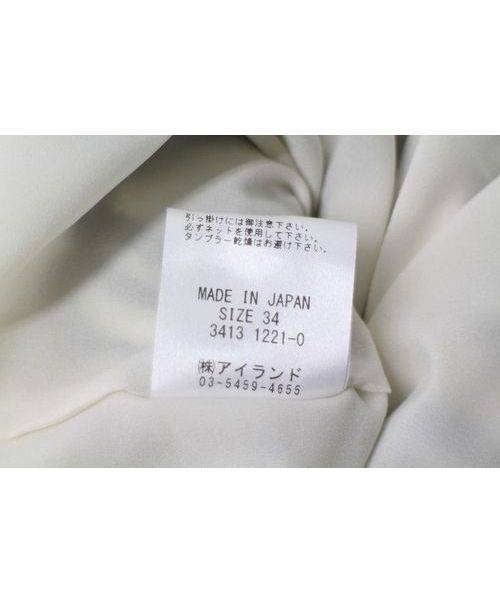 引っ掛けには御注意下さい。
必ずネットを使用して下さい。
タンブラー乾燥はお避け下さい。
MADE IN JAPAN
SIZE 34
3413 1221-0
㈱アイランド
03-5459-4655